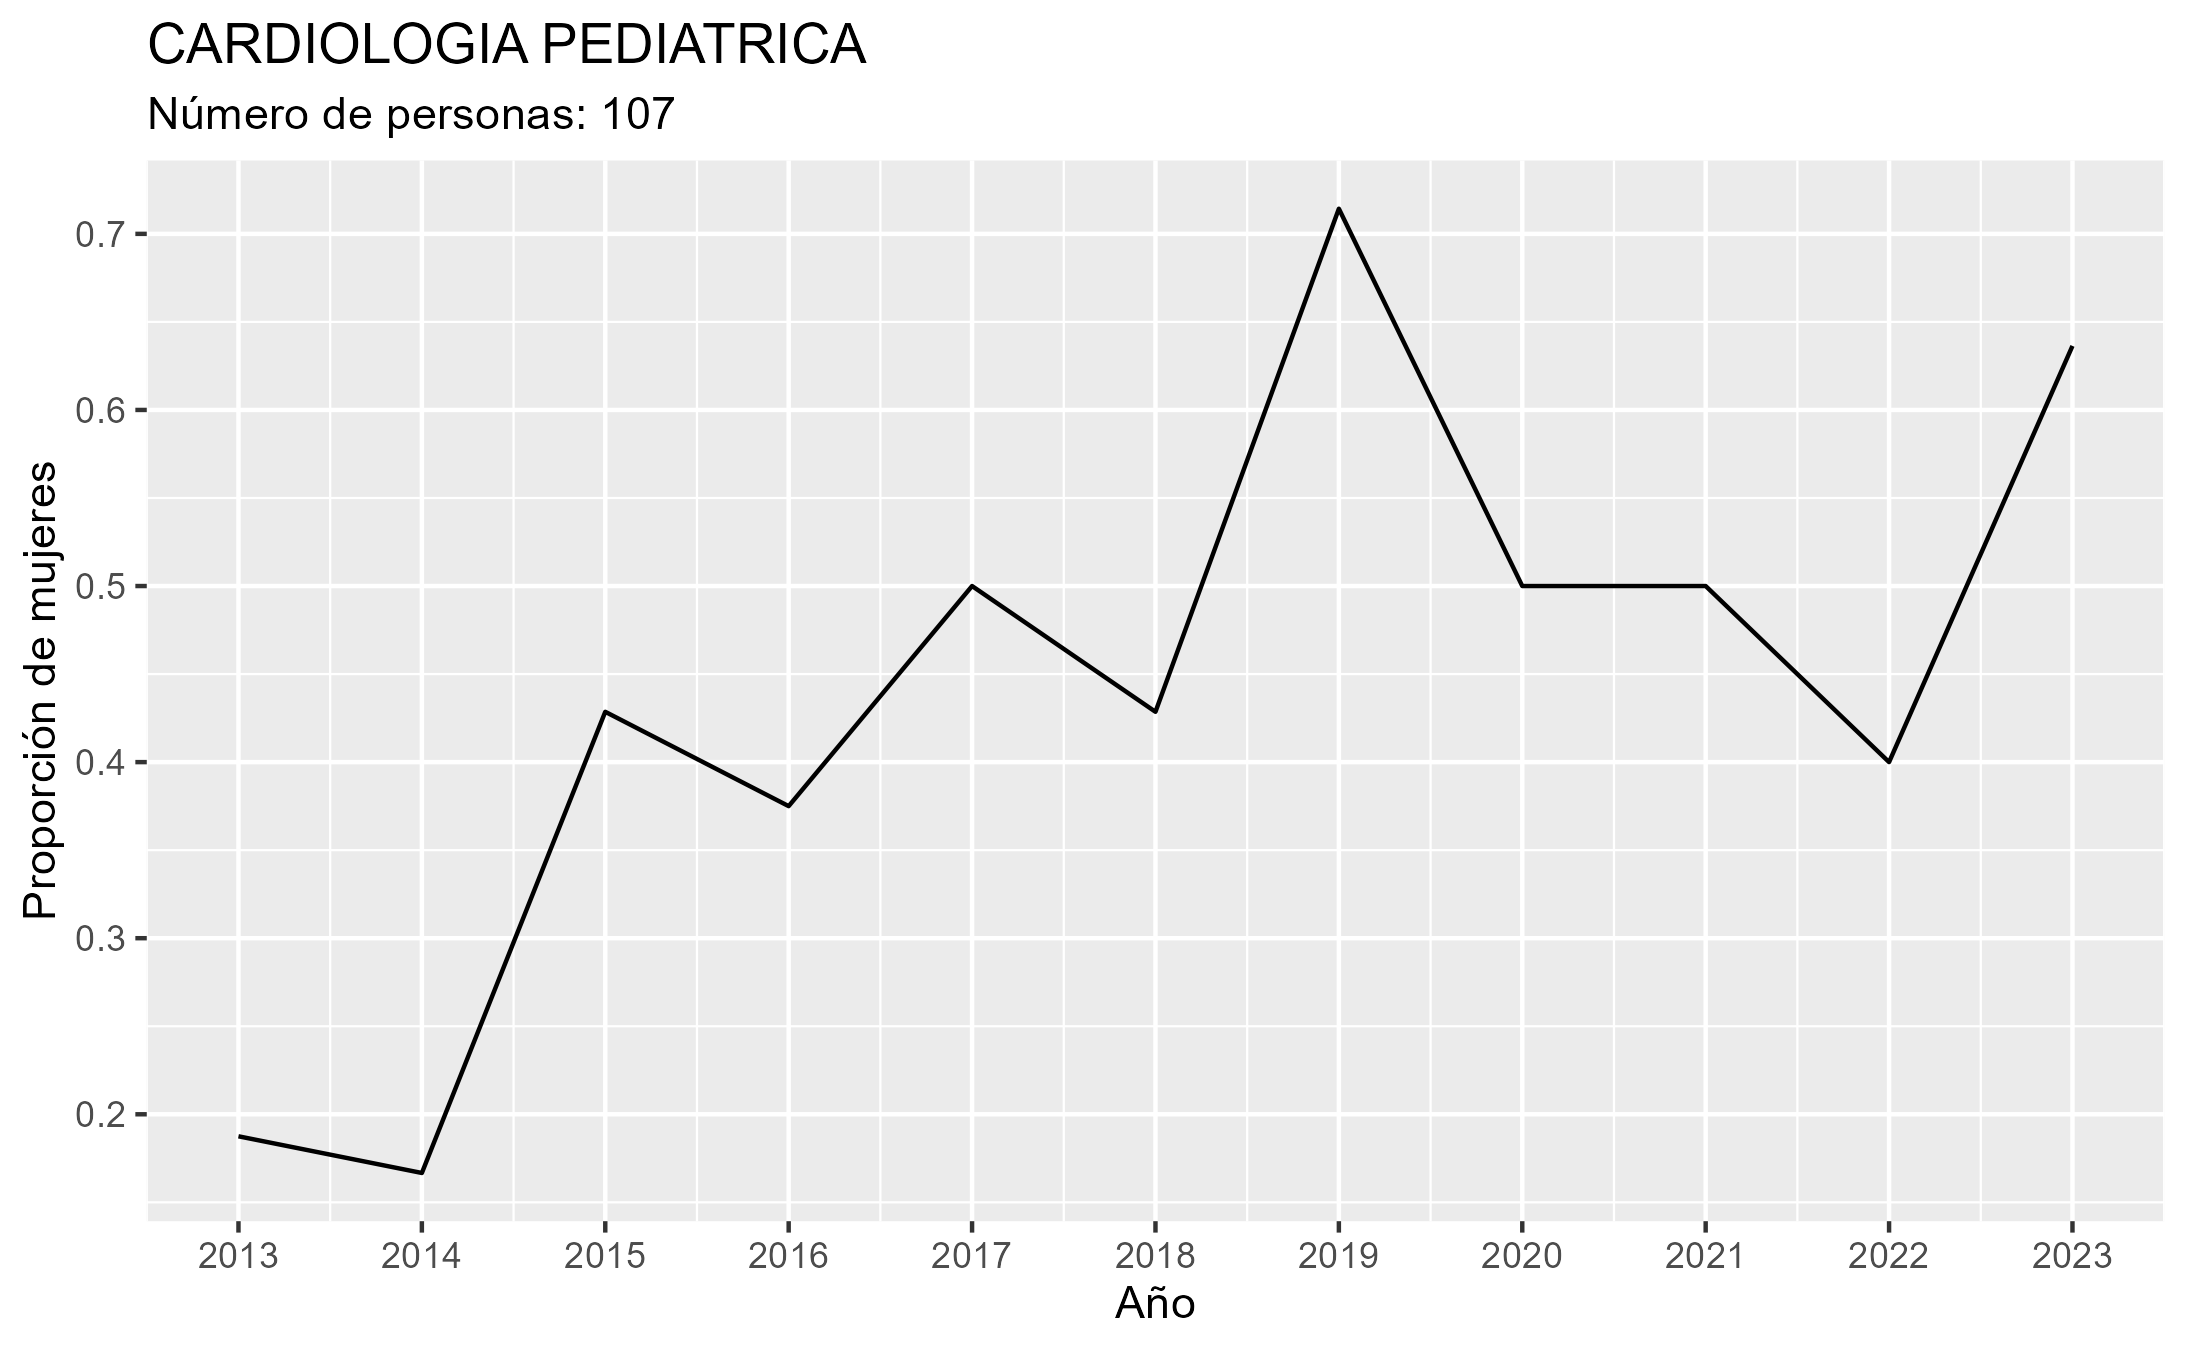 CARDIOLOGIA PEDIATRICA
Número de personas: 107
Proporción de mujeres
0.7
0.6
0.5
0.4
0.3
0.2
2013 2014 2015 2016 2017 2018 2019 2020 2021 2022 2023
Año